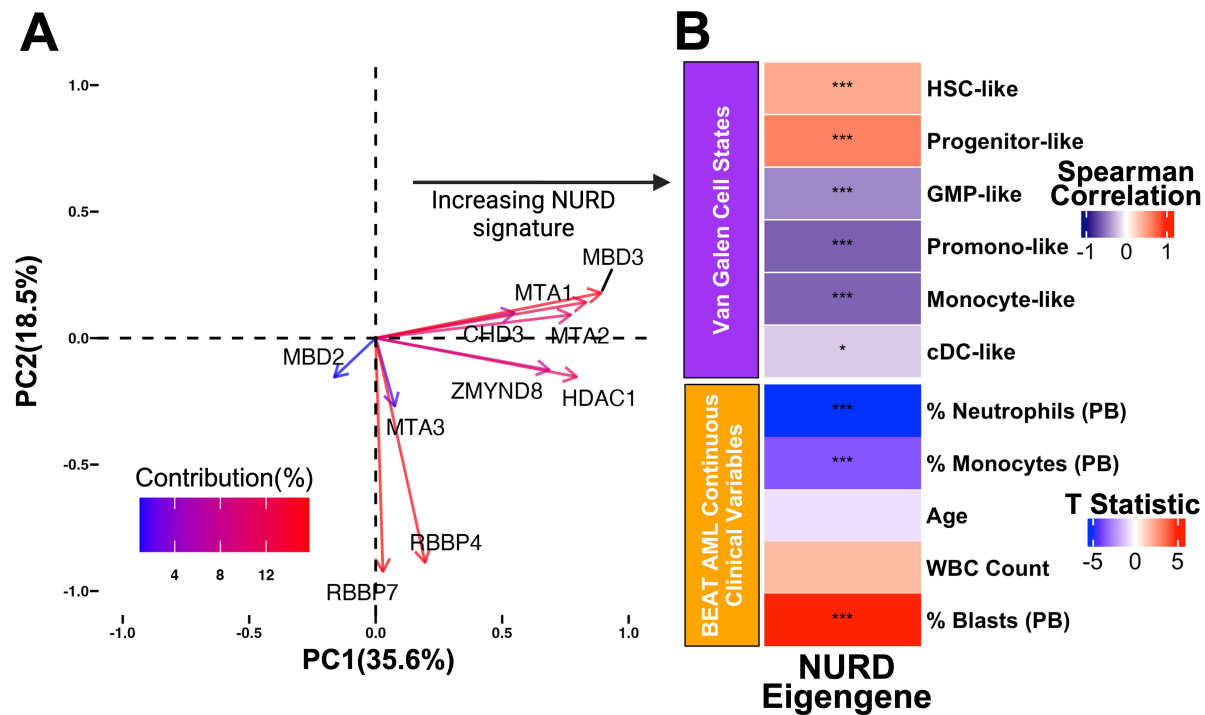 A
B
1.0
0.5
0.0
-0.5
-1.0
PC2(18.5%)
Increasing NURD
signature
MBD3
MTA1
CHD3
MTA2
MBD2
ZMYND8
HDAC1
MTA3
Contribution(%)
4 8 12
RBBP4
RBBP7
-1.0 -0.5 0.0 0.5 1.0
PC1(35.6%)
Van Galen Cell States
*** HSC-like
*** Progenitor-like
*** GMP-like
*** Promono-like
*** Monocyte-like
* cDC-like
Spearman
Correlation
-1 0 1
BEAT AML Continuous
Clinical Variables
*** % Neutrophils (PB)
*** % Monocytes (PB)
Age
WBC Count
*** % Blasts (PB)
T Statistic
-5 0 5
NURD
Eigengene